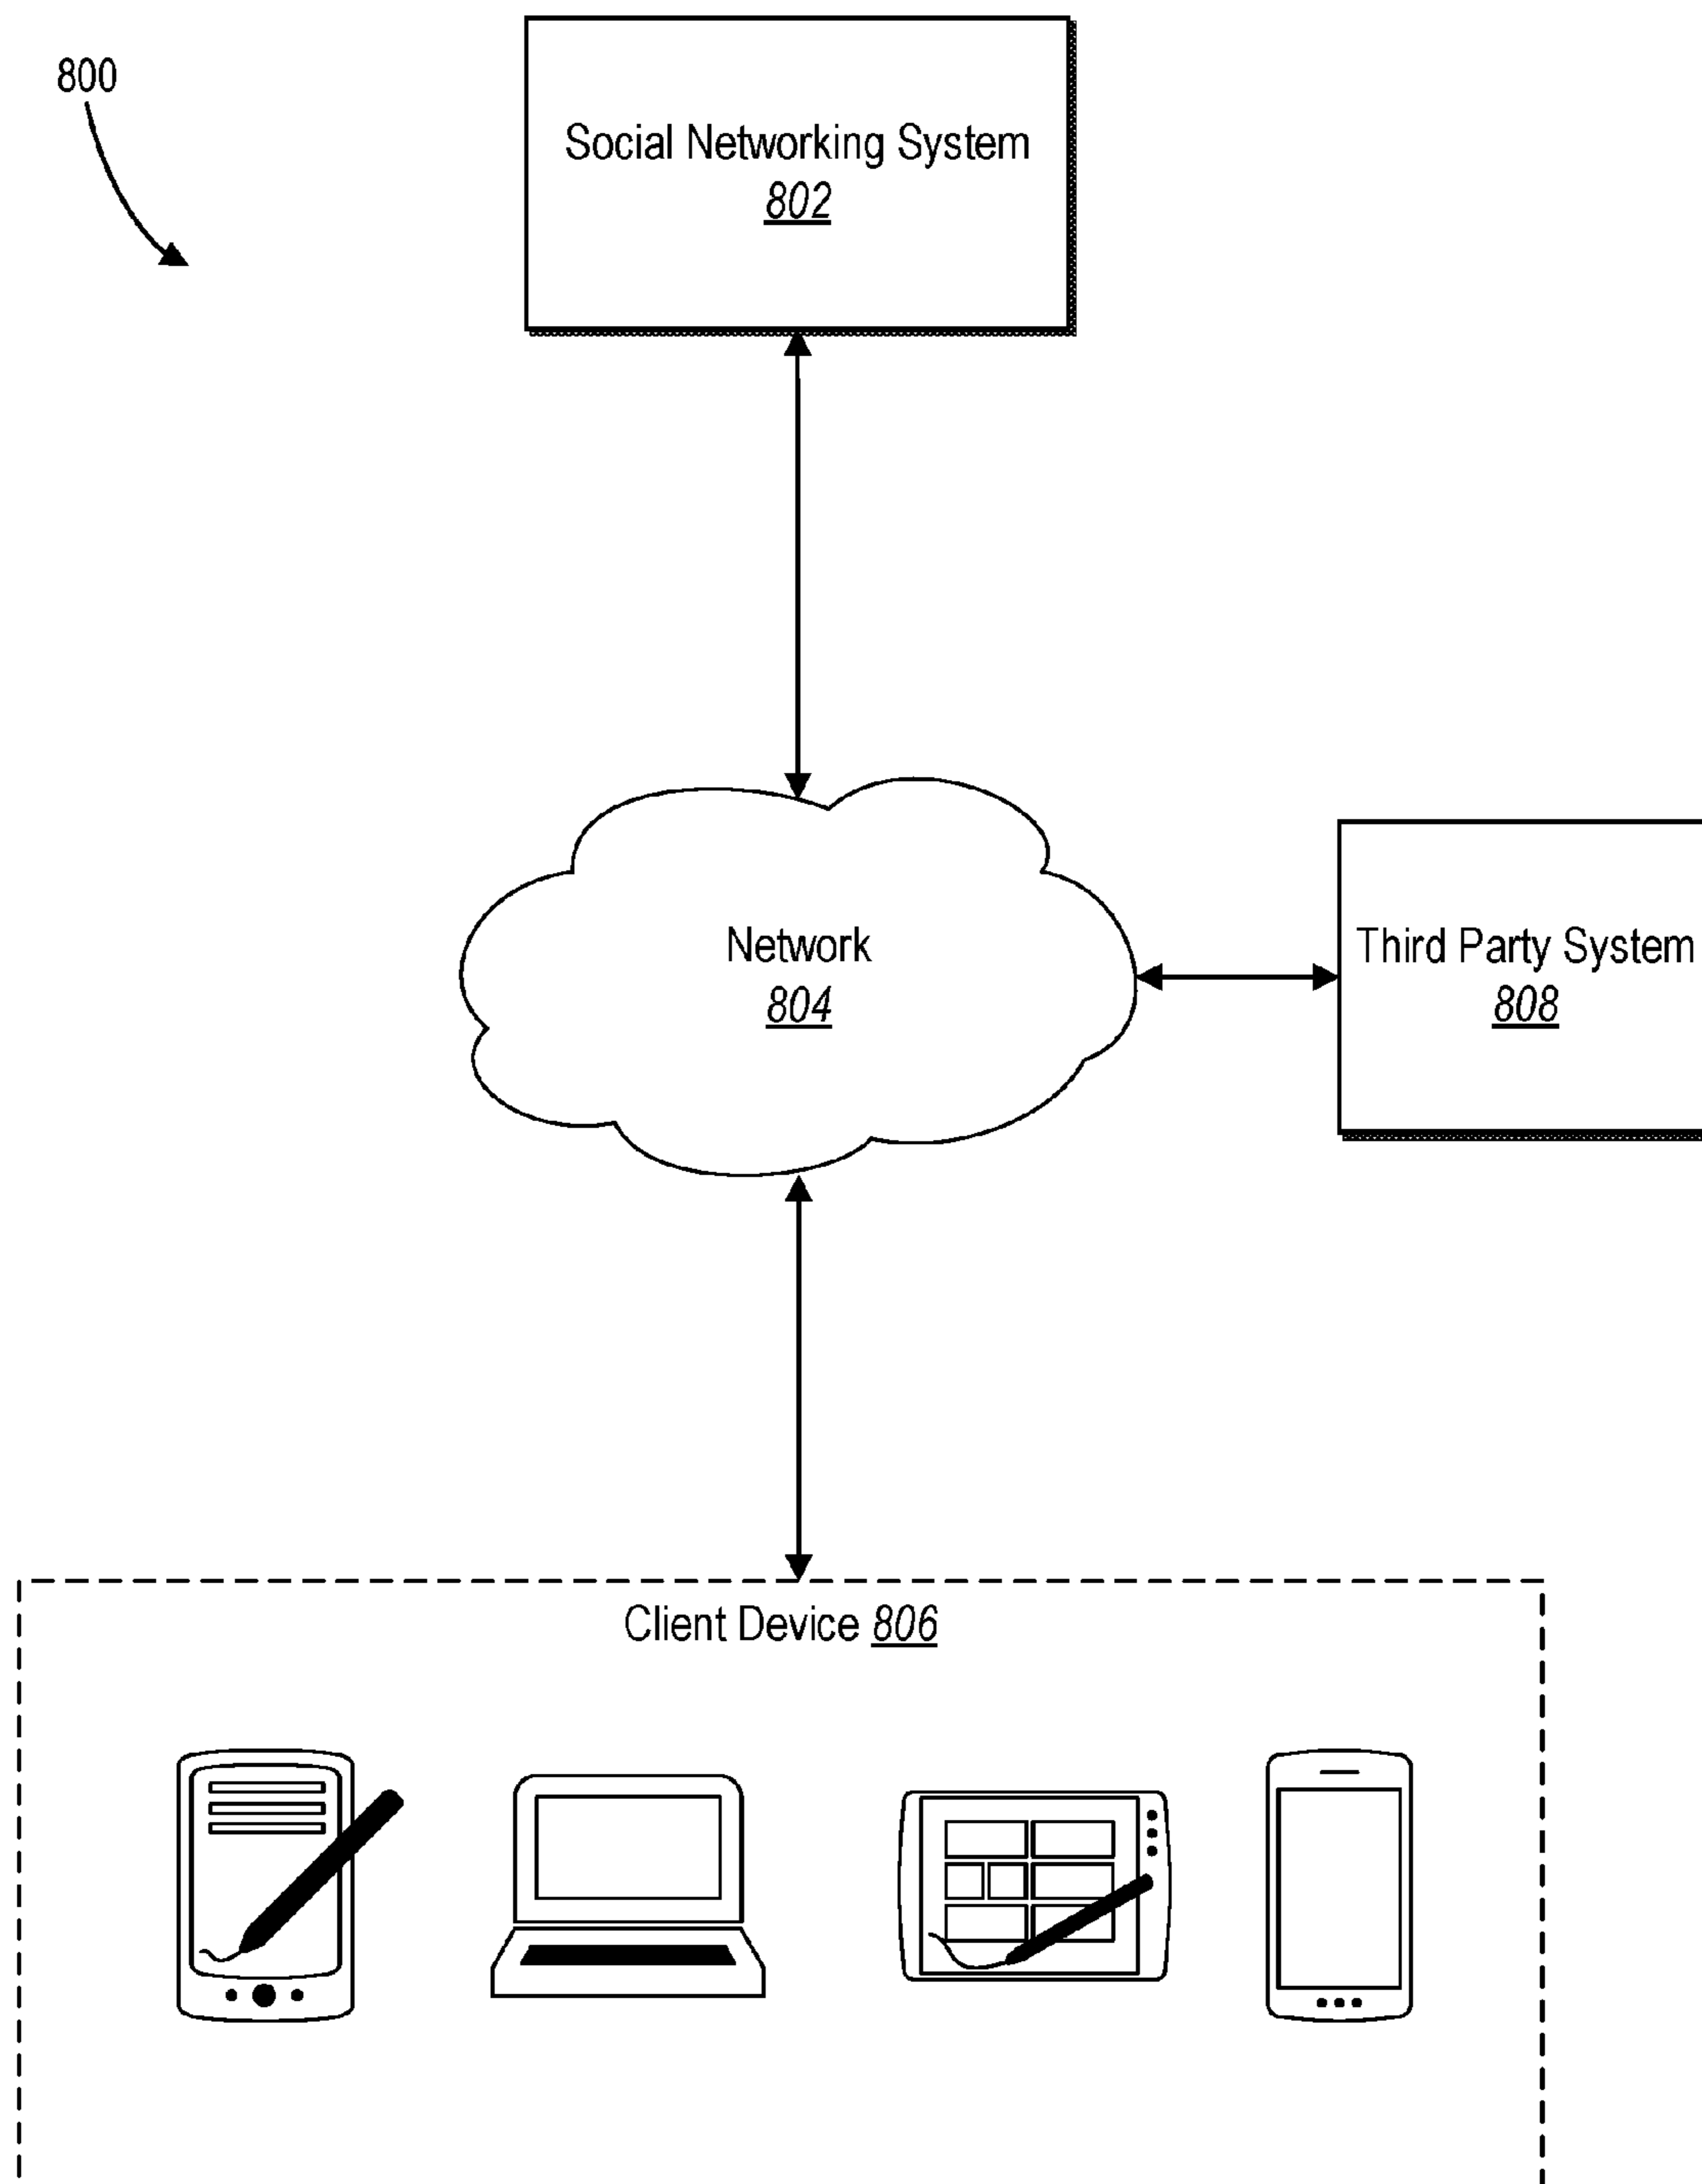 800
Social Networking System
802
Network
804
Third Party System
808
Client Device 806